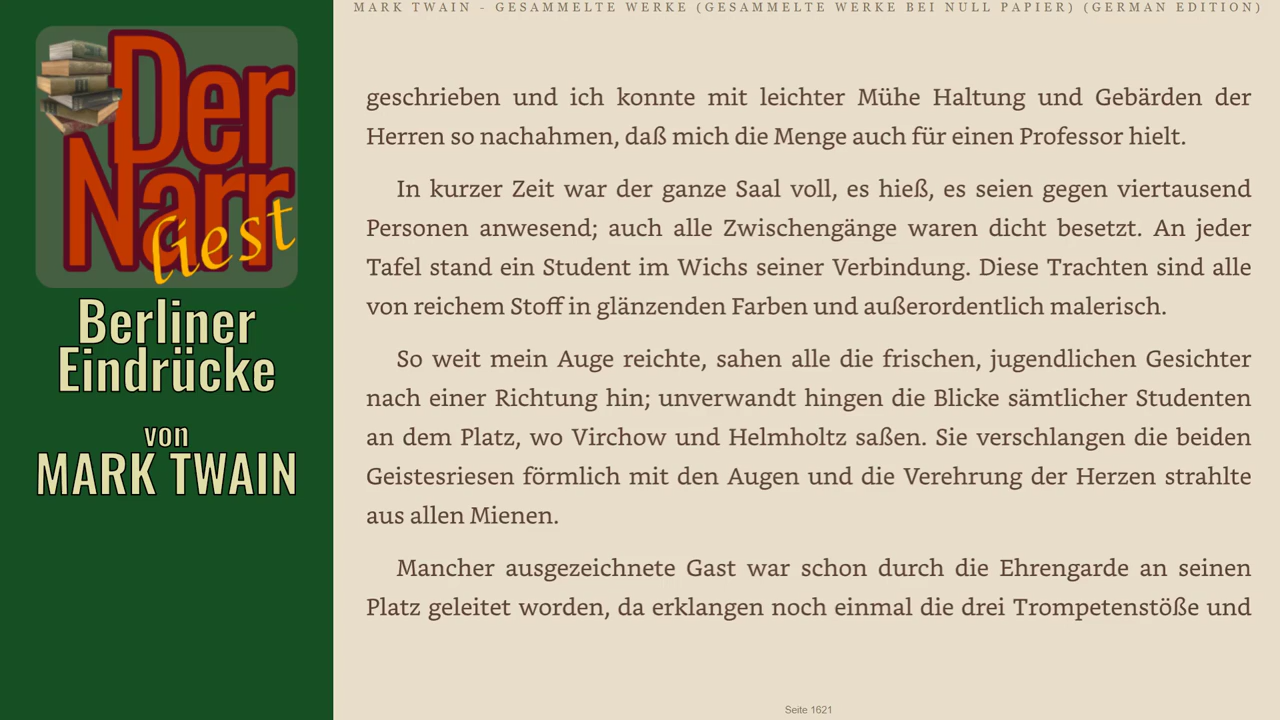 Der
Narr
liest
Berliner
Eindrücke
von
MARK TWAIN
MARK TWAIN - GESAMMELTE WERKE (GESAMMELTE WERKE BEI NULL PAPIER) (GERMAN EDITION)
geschrieben und ich konnte mit leichter Mühe Haltung und Gebärden der
Herren so nachahmen, daß mich die Menge auch für einen Professor hielt.
In kurzer Zeit war der ganze Saal voll, es hieß, es seien gegen viertausend
Personen anwesend; auch alle Zwischengänge waren dicht besetzt. An jeder
Tafel stand ein Student im Wichs seiner Verbindung. Diese Trachten sind alle
von reichem Stoff in glänzenden Farben und außerordentlich malerisch.
So weit mein Auge reichte, sahen alle die frischen, jugendlichen Gesichter
nach einer Richtung hin; unverwandt hingen die Blicke sämtlicher Studenten
an dem Platz, wo Virchow und Helmholtz saßen. Sie verschlangen die beiden
Geistesriesen förmlich mit den Augen und die Verehrung der Herzen strahlte
aus allen Mienen.
Mancher ausgezeichnete Gast war schon durch die Ehrengarde an seinen
Platz geleitet worden, da erklangen noch einmal die drei Trompetenstöße und
Seite 1621